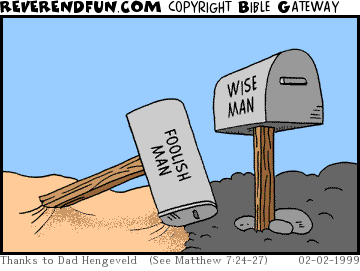 REVERENDFUN.COM COPYRIGHT BIBLE GATEWAY
WISE
MAN
FOOLISH
MAN
Thanks to Dad Hengeveld (See Matthew 7:24-27) 02-02-1999